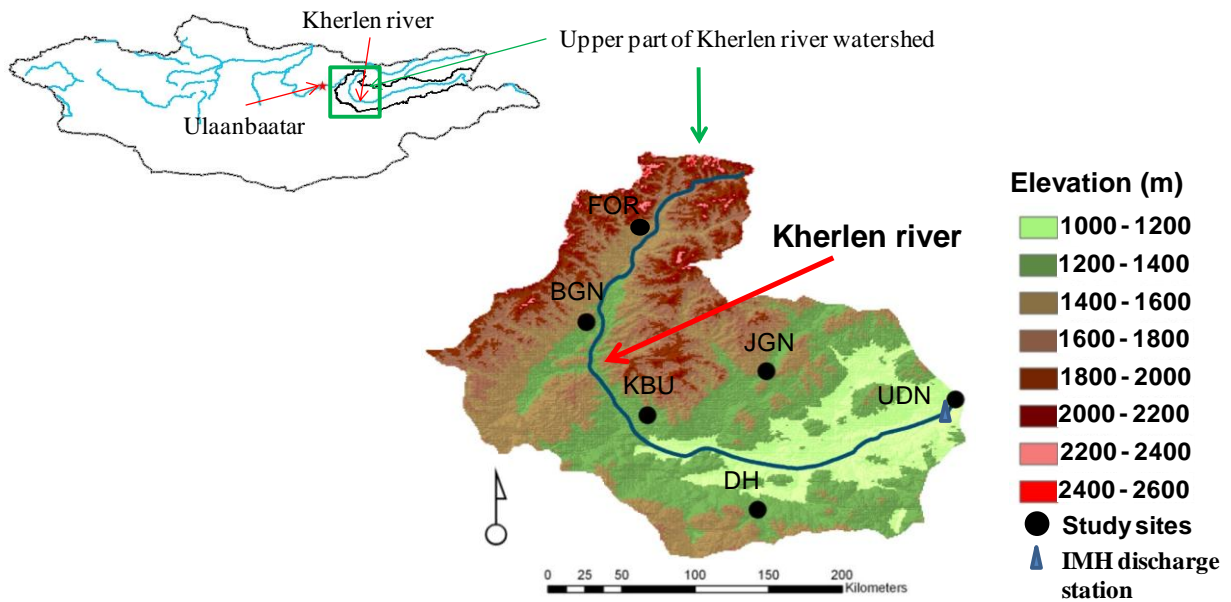 Kherlen river
Upper part of Kherlen river watershed
Ulaanbaatar
Elevation (m)
1000 - 1200
1200 - 1400
1400 - 1600
1600 - 1800
1800 - 2000
2000 - 2200
2200 - 2400
2400 - 2600
Study sites
IMH discharge
station
FOR
Kherlen river
BGN
JGN
KBU
UDN
DH
0 25 50 100 150 200
Kilometers